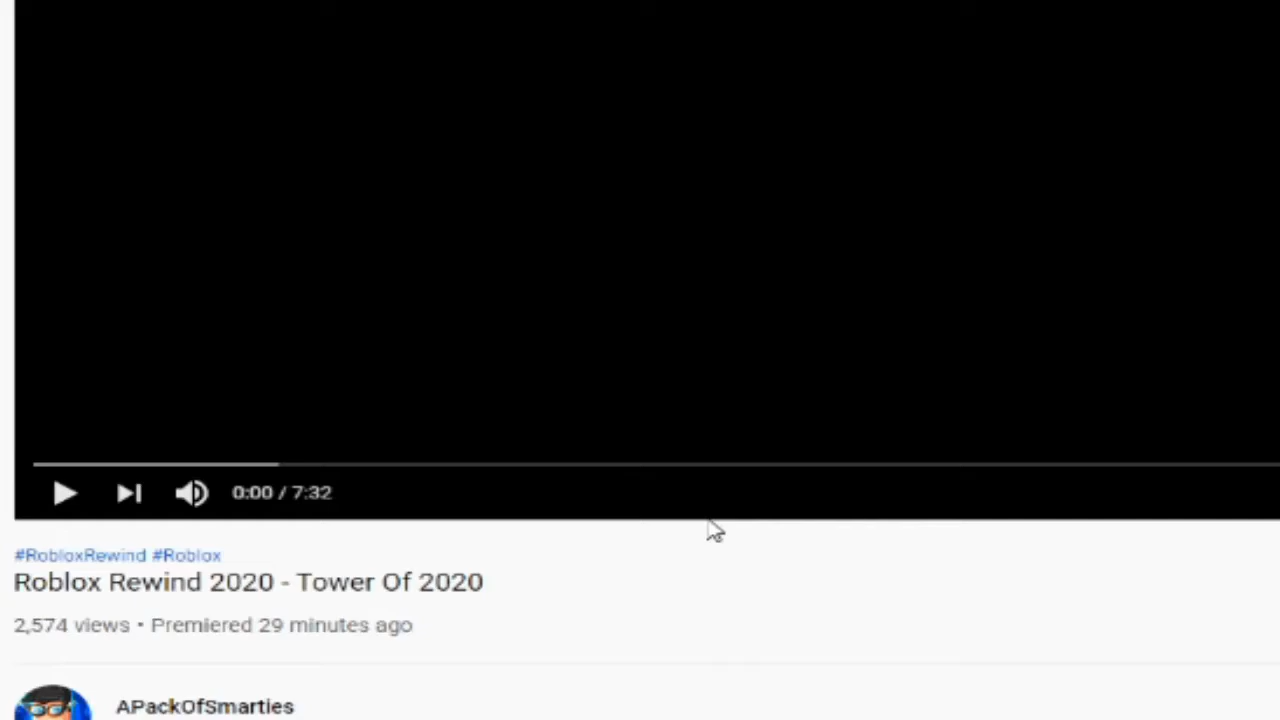 0:00 / 7:32
#RobloxRewind #Roblox
Roblox Rewind 2020 - Tower Of 2020
2,574 views • Premiered 29 minutes ago
APackOfSmarties